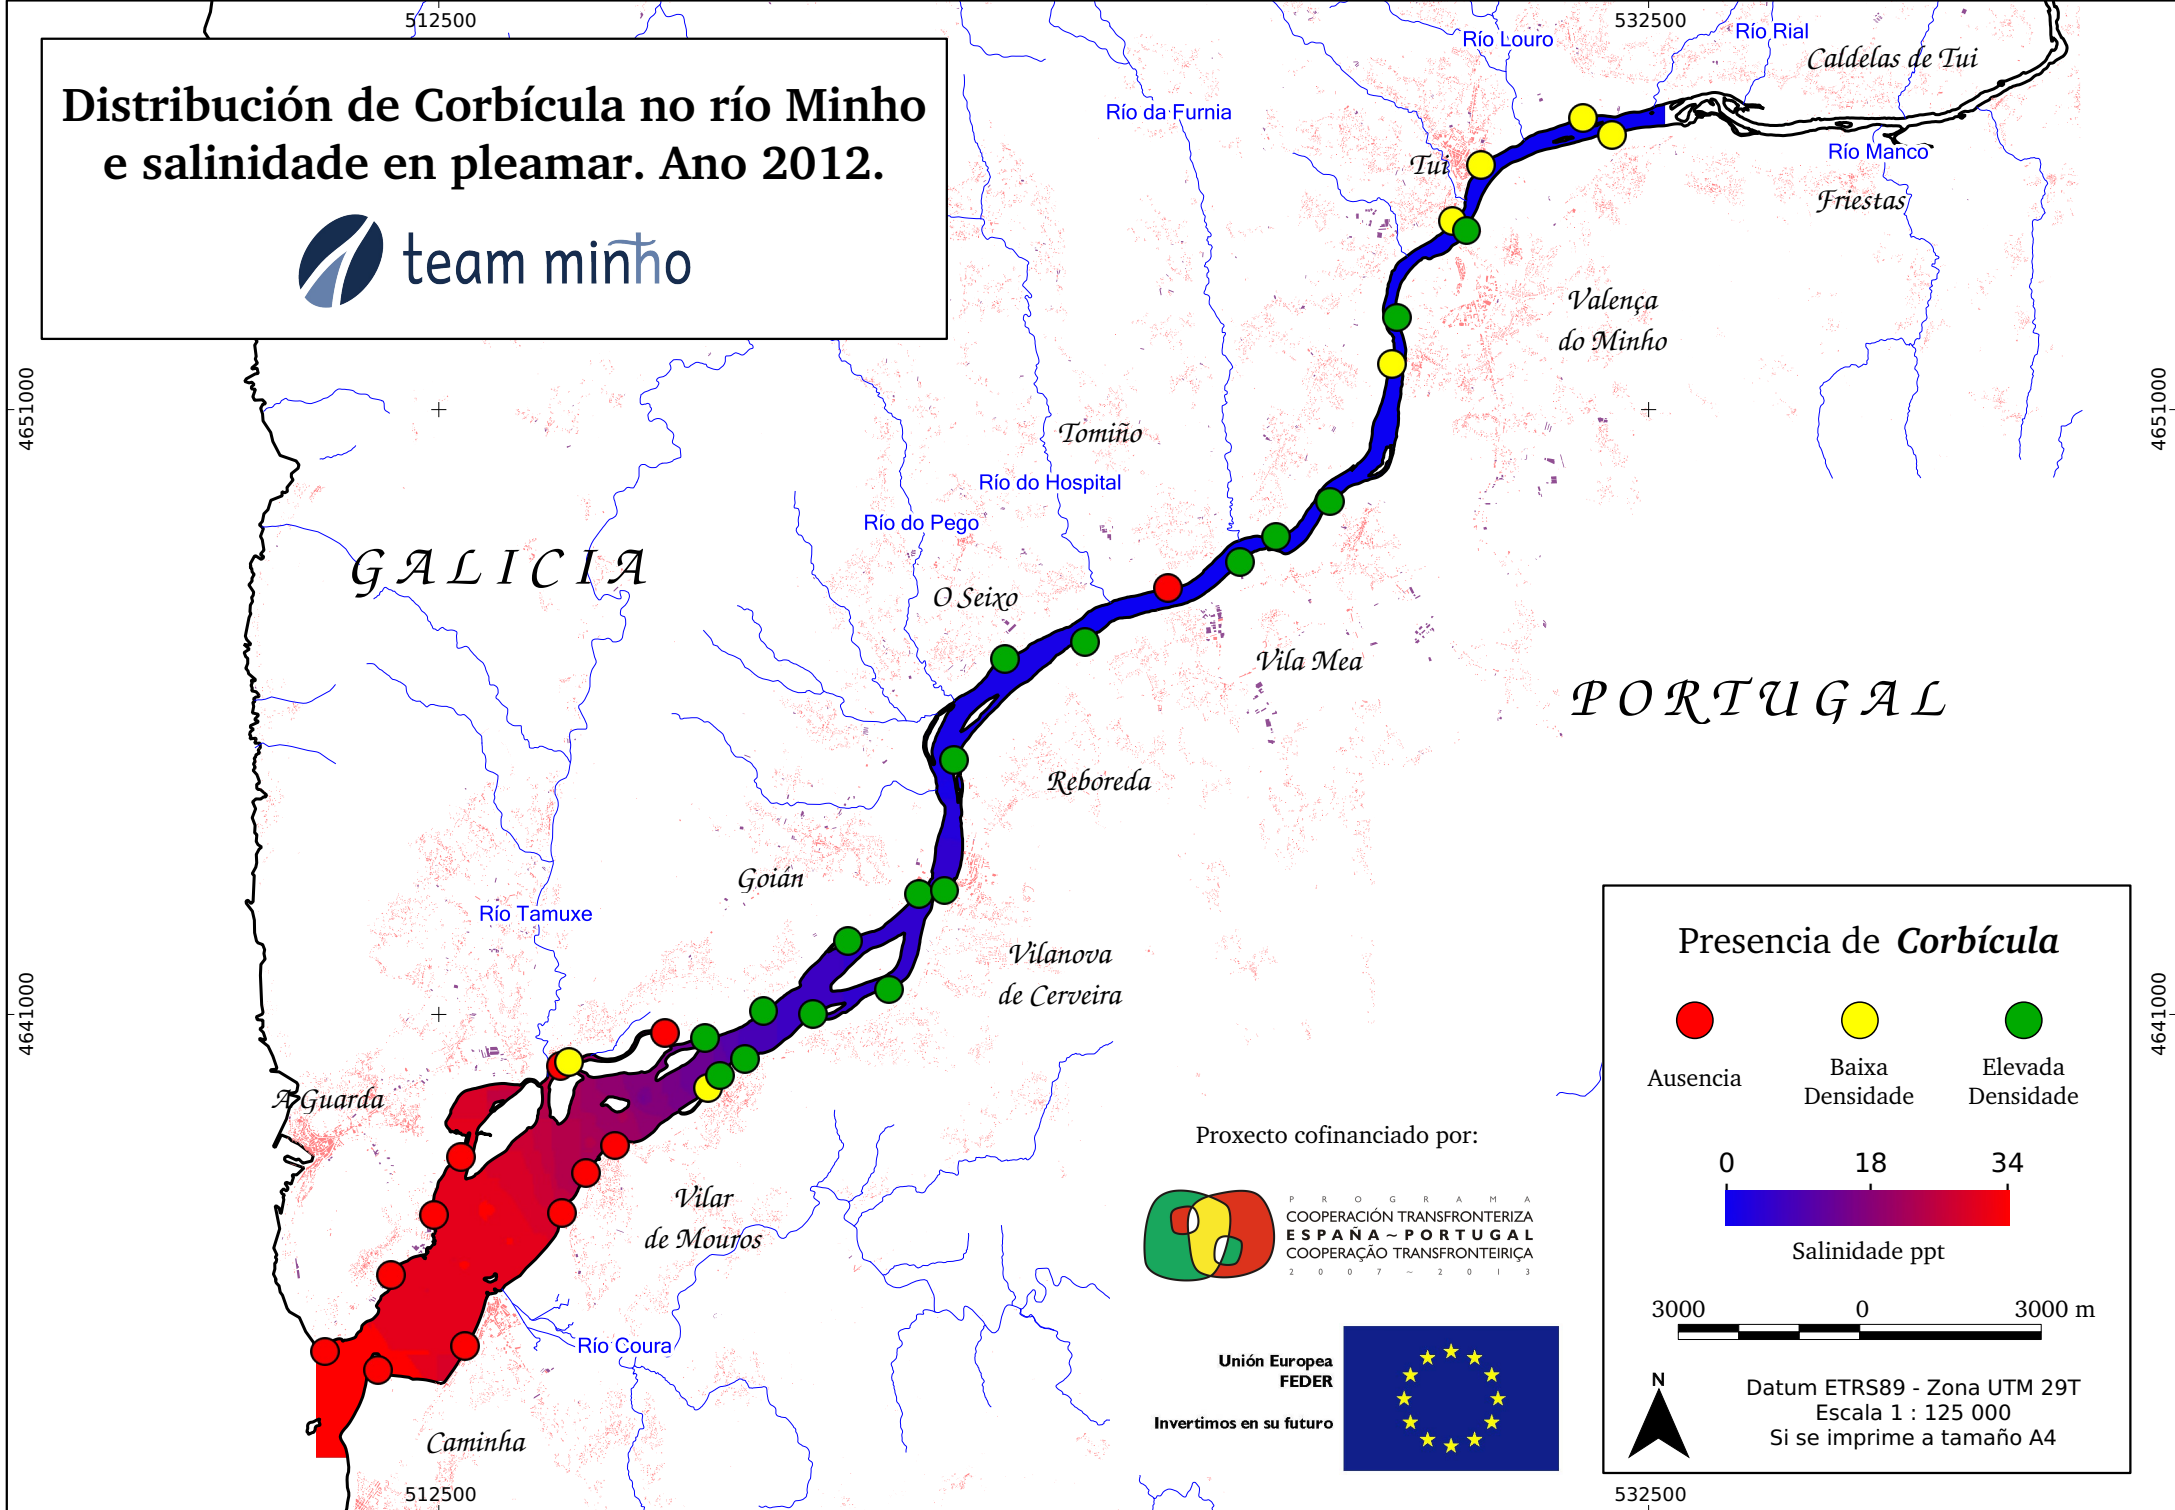 512500
532500
Distribución de Corbícula no río Minho
e salinidade en pleamar. Ano 2012.
team minho
Río Louro
Río Rial
Caldelas de Tui
Río da Furnia
Tui
Río Manco
Friestas
Valença
do Minho
4651000
4651000
Tomiño
Río do Hospital
Río do Pego
GALICIA
O Seixo
Vila Mea
PORTUGAL
Reboreda
Goián
Río Tamuxe
Vilanova
de Cerveira
4641000
4641000
A Guarda
Vilar
de Mouros
Río Coura
Caminha
Presencia de Corbícula
Ausencia
Baixa
Densidade
Elevada
Densidade
0 18 34
Salinidade ppt
3000 0 3000 m
N
Datum ETRS89 - Zona UTM 29T
Escala 1 : 125 000
Si se imprime a tamaño A4
Proxecto cofinanciado por:
PROGRAMA
COOPERACIÓN TRANSFRONTERIZA
ESPAÑA ~ PORTUGAL
COOPERAÇÃO TRANSFRONTEIRIÇA
2007 ~ 2013
Unión Europea
FEDER
Invertimos en su futuro
512500
532500